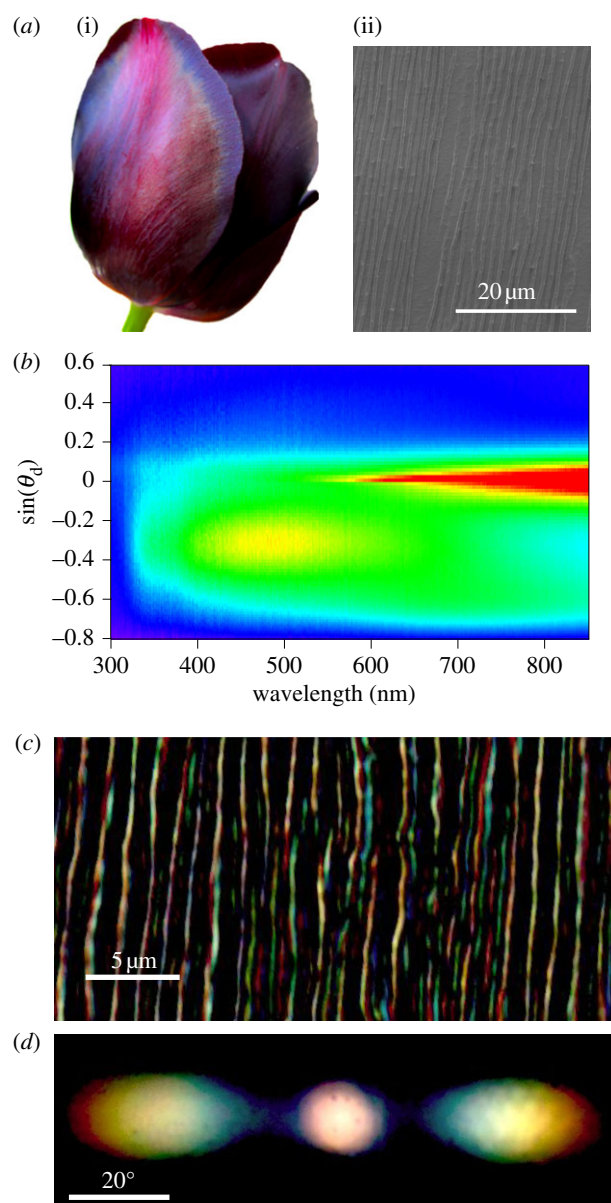 (a) (i) (ii)
20 µm
(b)
0.6
0.4
0.2
0
–0.2
–0.4
–0.6
–0.8
sin(θd)
300 400 500 600 700 800
wavelength (nm)
(c)
5 µm
(d)
20°